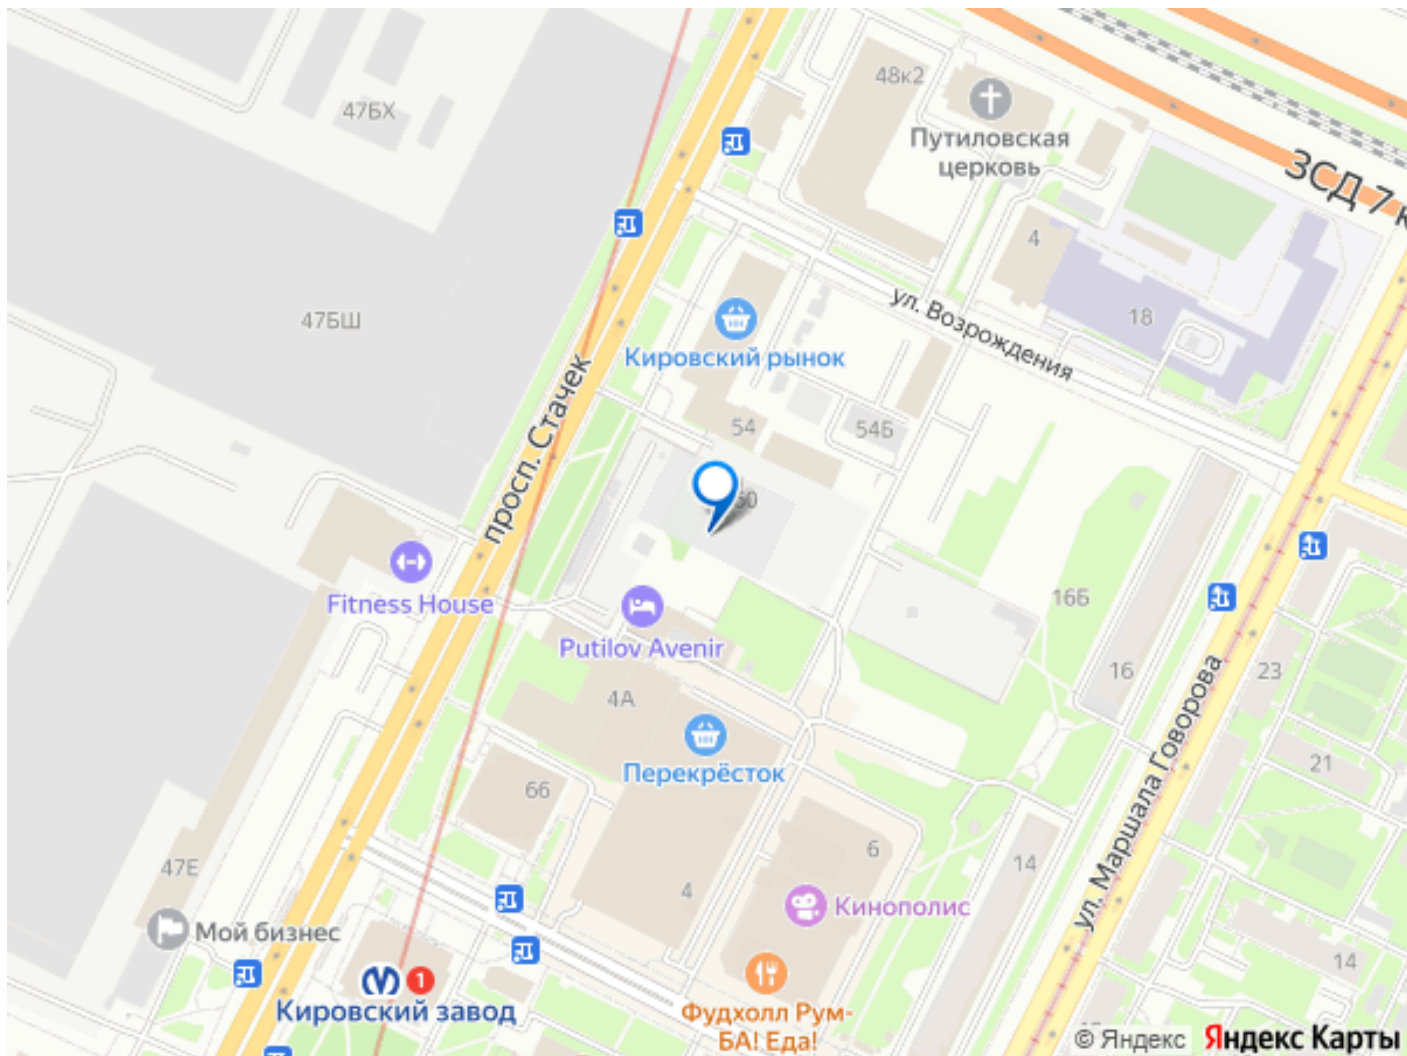 48к2
47БХ
Путиловская
церковь
ЗСД 7 к
4
18
47БШ
ул. Возрождения
Кировский рынок
просп. Стачек
54
54Б
60
Fitness House
16Б
Putilov Avenir
16
23
4А
ул. Маршала Говорова
Перекрёсток
21
66
6
14
47Е
4
Кинополис
Мой бизнес
14
1
Кировский завод
Фудхолл Рум-
БА! Еда!
© Яндекс Яндекс Карты